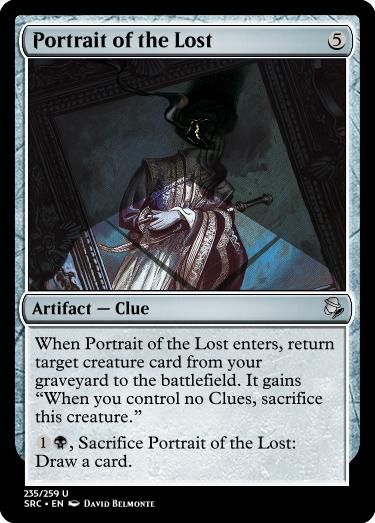 Portrait of the Lost 5
Artifact — Clue
When Portrait of the Lost enters, return
target creature card from your
graveyard to the battlefield. It gains
“When you control no Clues, sacrifice
this creature.”
1, Sacrifice Portrait of the Lost:
Draw a card.
235/259 U
SRC • EN David Belmonte